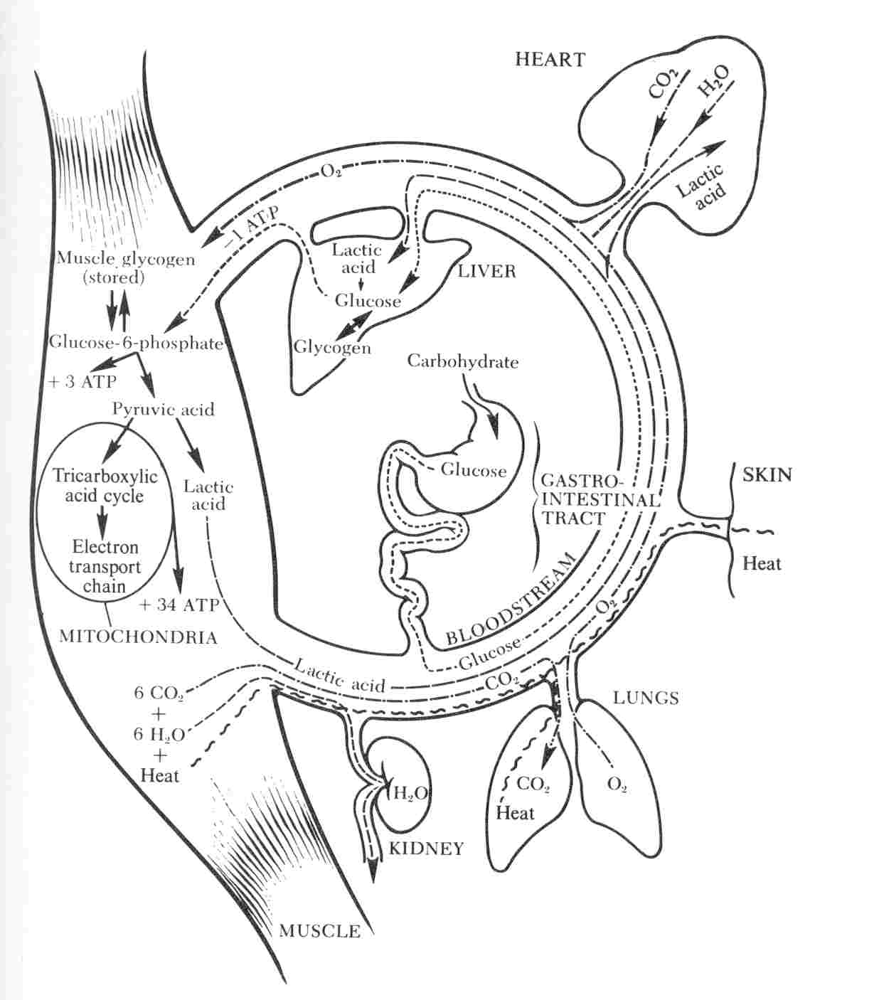 HEART
CO₂
H₂O
Lactic
acid
O₂
−1 ATP
Muscle glycogen
(stored)
Lactic
acid
LIVER
Glucose
Glycogen
Glucose-6-phosphate
+ 3 ATP
Carbohydrate
Pyruvic acid
Tricarboxylic
acid cycle
Lactic
acid
Glucose
GASTRO-
INTESTINAL
TRACT
SKIN
Electron
transport
chain
Heat
+ 34 ATP
MITOCHONDRIA
BLOODSTREAM
O₂
Glucose
Lactic acid
CO₂
6 CO₂
+
6 H₂O
+
Heat
LUNGS
H₂O
CO₂
O₂
Heat
KIDNEY
MUSCLE